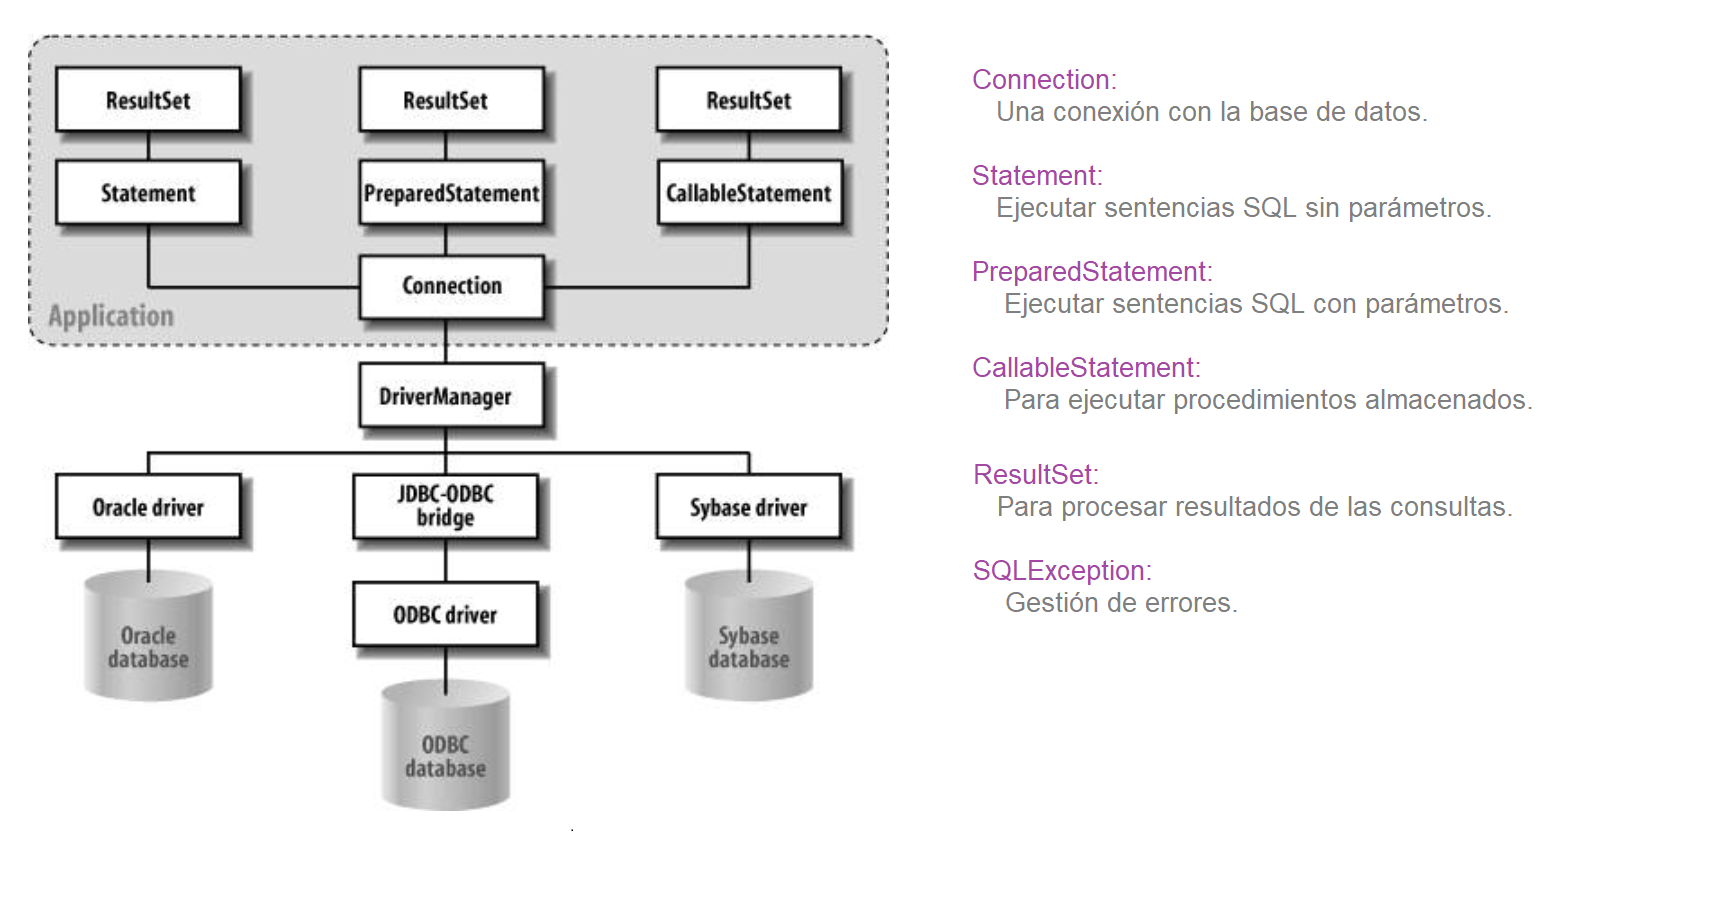 ResultSet
ResultSet
ResultSet
Statement
PreparedStatement
CallableStatement
Connection
Application
DriverManager
Oracle driver
JDBC-ODBC
bridge
Sybase driver
ODBC driver
Oracle
database
Sybase
database
ODBC
database
Connection:
Una conexión con la base de datos.
Statement:
Ejecutar sentencias SQL sin parámetros.
PreparedStatement:
Ejecutar sentencias SQL con parámetros.
CallableStatement:
Para ejecutar procedimientos almacenados.
ResultSet:
Para procesar resultados de las consultas.
SQLException:
Gestión de errores.